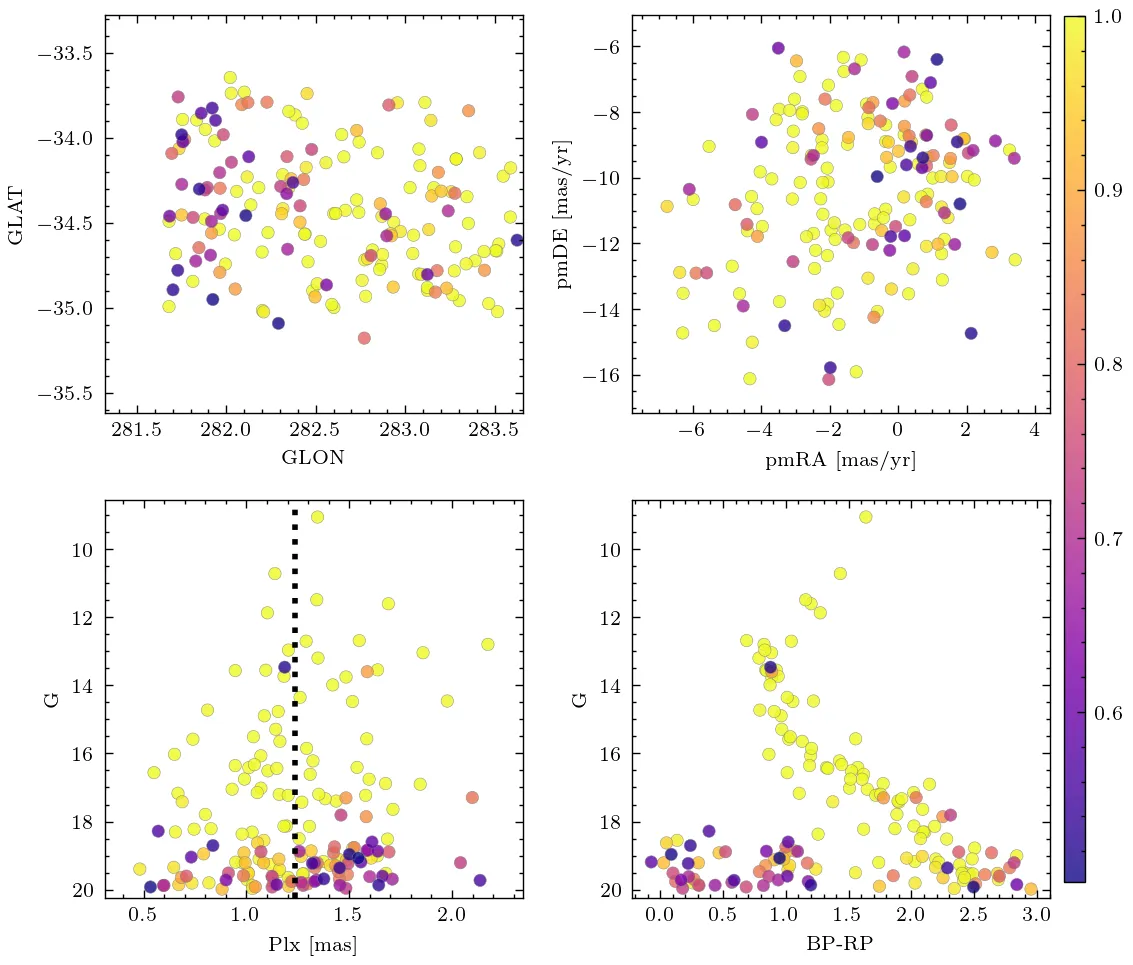 −33.5
−34.0
−34.5
−35.0
−35.5
GLAT
281.5 282.0 282.5 283.0 283.5
GLON
−6
−8
−10
−12
−14
−16
pmDE [mas/yr]
−6 −4 −2 0 2 4
pmRA [mas/yr]
1.0
0.9
0.8
0.7
0.6
10
12
14
16
18
20
G
0.5 1.0 1.5 2.0
Plx [mas]
10
12
14
16
18
20
G
0.0 0.5 1.0 1.5 2.0 2.5 3.0
BP-RP